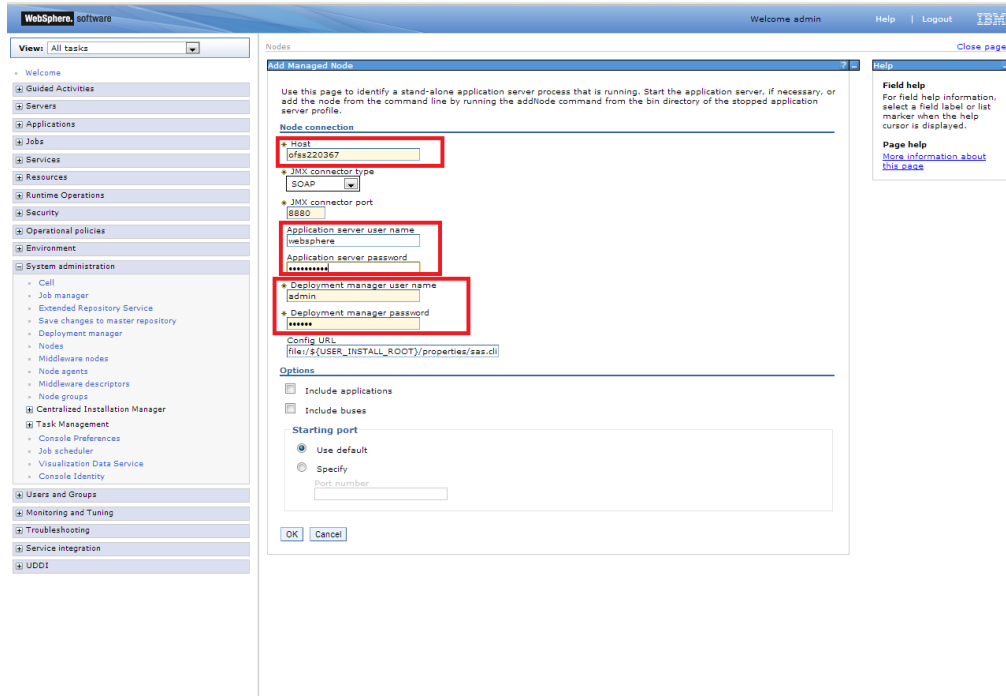 WebSphere. software
Welcome admin
Help | Logout
IBM
View: All tasks
Welcome
Guided Activities
Servers
Applications
Jobs
Services
Resources
Runtime Operations
Security
Operational policies
Environment
System administration
Cell
Job manager
Extended Repository Service
Save changes to master repository
Deployment manager
Nodes
Middleware nodes
Node agents
Middleware descriptors
Node groups
Centralized Installation Manager
Task Management
Console Preferences
Job scheduler
Visualization Data Service
Console Identity
Users and Groups
Monitoring and Tuning
Troubleshooting
Service integration
UDDI
Nodes
Close page
Add Managed Node
? -
Use this page to identify a stand-alone application server process that is running. Start the application server, if necessary, or
add the node from the command line by running the addNode command from the bin directory of the stopped application
server profile.
Node connection
* Host
ofss220367
* JMX connector type
SOAP
* JMX connector port
8880
Application server user name
websphere
Application server password
••••••••••
* Deployment manager user name
admin
* Deployment manager password
••••••
Config URL
file:/${USER_INSTALL_ROOT}/properties/sas.cli
Options
Include applications
Include buses
Starting port
Use default
Specify
Port number
OK
Cancel
Help
Field help
For field help information,
select a field label or list
marker when the help
cursor is displayed.
Page help
More information about
this page